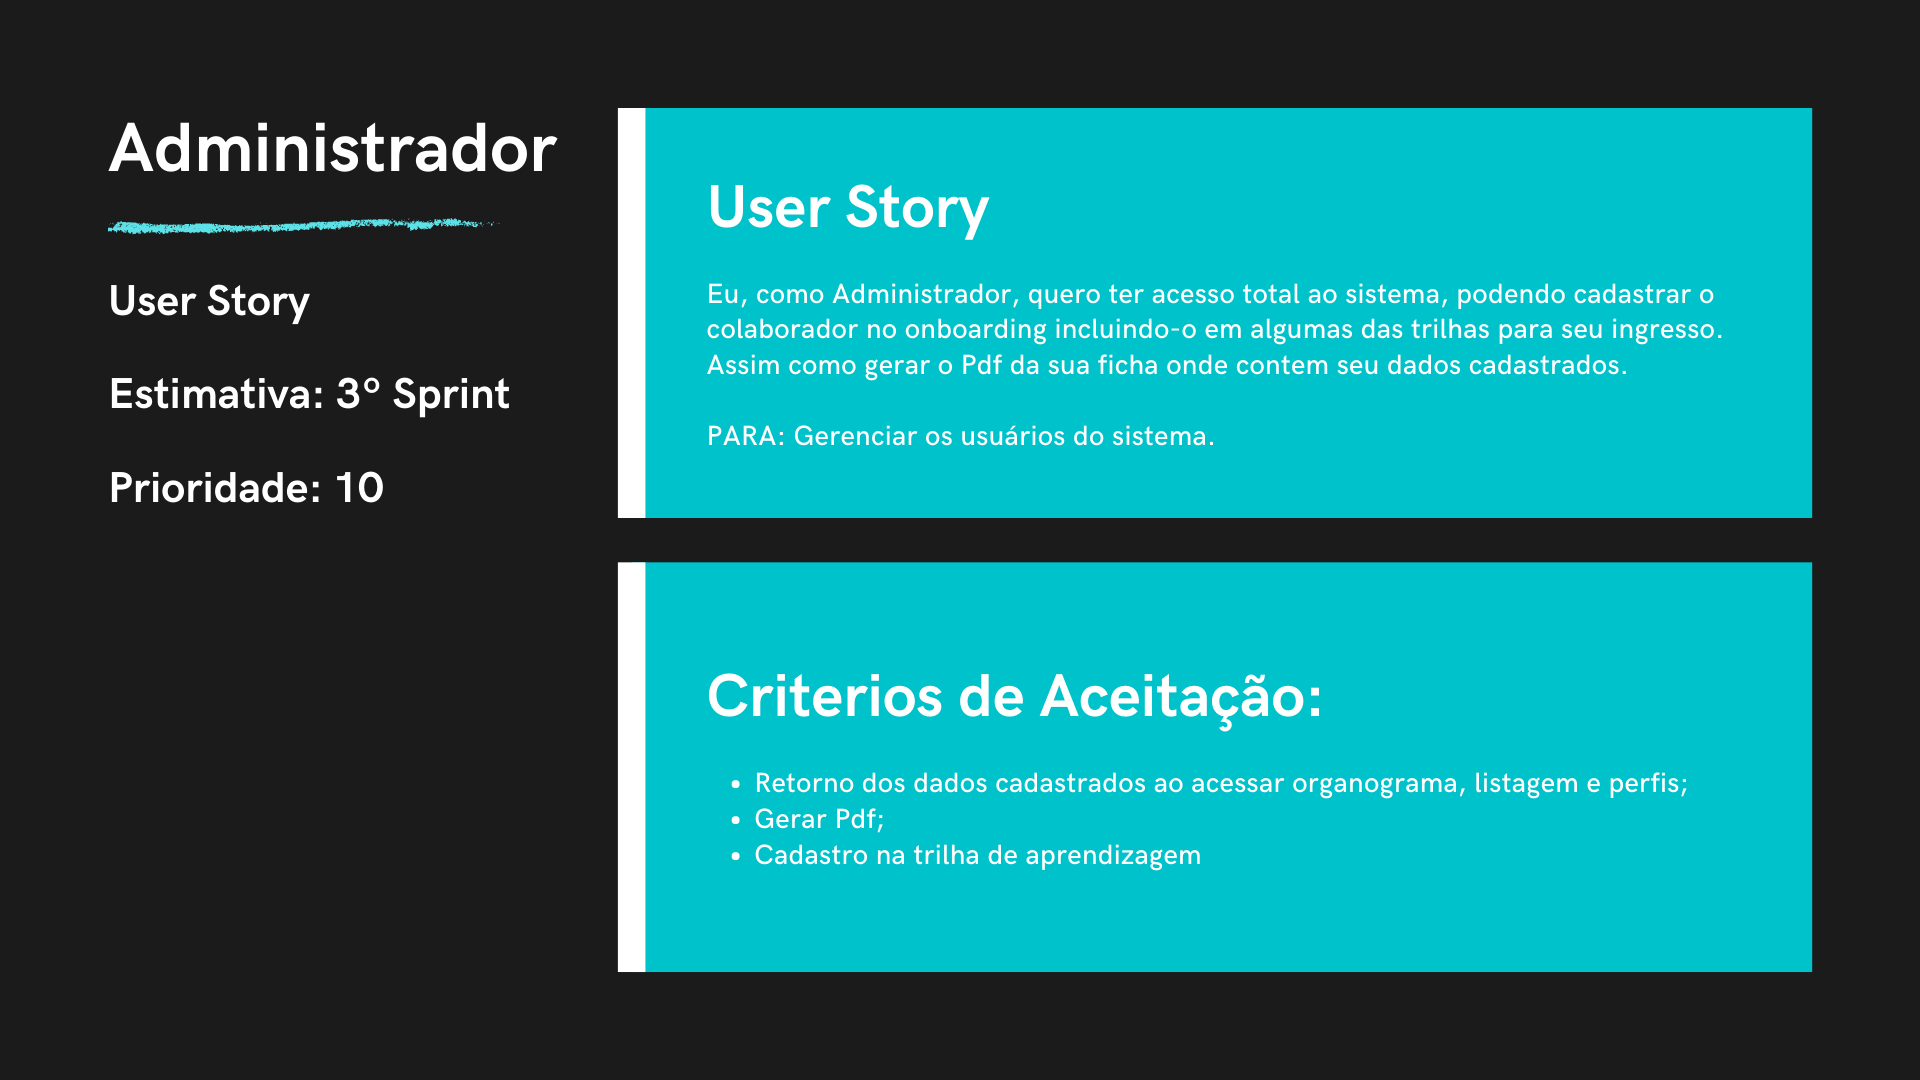 Administrador
User Story
Estimativa: 3º Sprint
Prioridade: 10
User Story
Eu, como Administrador, quero ter acesso total ao sistema, podendo cadastrar o
colaborador no onboarding incluindo-o em algumas das trilhas para seu ingresso.
Assim como gerar o Pdf da sua ficha onde contem seu dados cadastrados.
PARA: Gerenciar os usuários do sistema.
Criterios de Aceitação:
• Retorno dos dados cadastrados ao acessar organograma, listagem e perfis;
• Gerar Pdf;
• Cadastro na trilha de aprendizagem